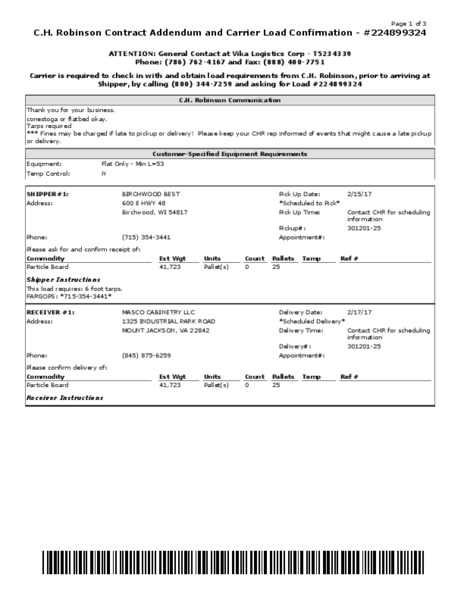 Page 1 of 3
C.H. Robinson Contract Addendum and Carrier Load Confirmation - #224899324
ATTENTION: General Contact at Vika Logistics Corp - T5234339
Phone: (786) 762-4167 and Fax: (888) 400-7751
Carrier is required to check in with and obtain load requirements from C.H. Robinson, prior to arriving at
Shipper, by calling (800) 344-7259 and asking for Load #224899324
C.H. Robinson Communication
Thank you for your business.
conestoga or flatbed okay.
Tarps required
*** Fines may be charged if late to pickup or delivery! Please keep your CHR rep informed of events that might cause a late pickup
or delivery.
Customer-Specified Equipment Requirements
Equipment: Flat Only - Min L=53
Temp Control: N
SHIPPER#1: BIRCHWOOD BEST Pick Up Date: 2/15/17
Address: 600 E HWY 48 *Scheduled to Pick*
Birchwood, WI 54817 Pick Up Time: Contact CHR for scheduling
information
Pickup#: 301201-25
Phone: (715) 354-3441 Appointment#:
Please ask for and confirm receipt of:
Commodity Est Wgt Units Count Pallets Temp Ref #
Particle Board 41,723 Pallet(s) 0 25
Shipper Instructions
This load requires: 6 foot tarps.
FARGOPS: *715-354-3441*
RECEIVER #1: MASCO CABINETRY LLC Delivery Date: 2/17/17
Address: 1325 INDUSTRIAL PARK ROAD *Scheduled Delivery*
MOUNT JACKSON, VA 22842 Delivery Time: Contact CHR for scheduling
information
Delivery#: 301201-25
Phone: (845) 875-6259 Appointment#:
Please confirm delivery of:
Commodity Est Wgt Units Count Pallets Temp Ref #
Particle Board 41,723 Pallet(s) 0 25
Receiver Instructions